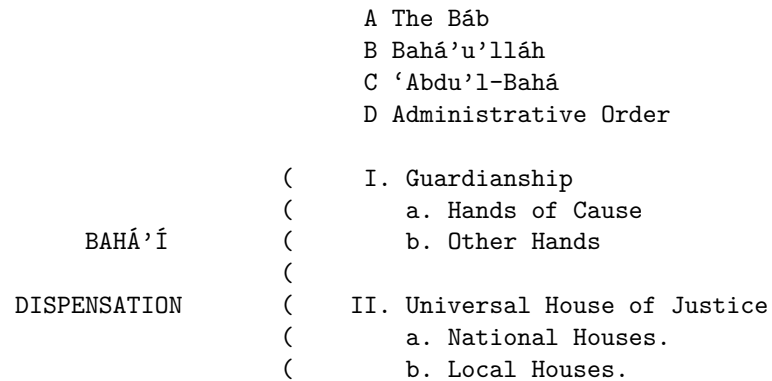 A The Báb
B Bahá’u’lláh
C ‘Abdu’l-Bahá
D Administrative Order
( I. Guardianship
( a. Hands of Cause
BAHÁ’Í ( b. Other Hands
(
DISPENSATION ( II. Universal House of Justice
( a. National Houses.
( b. Local Houses.